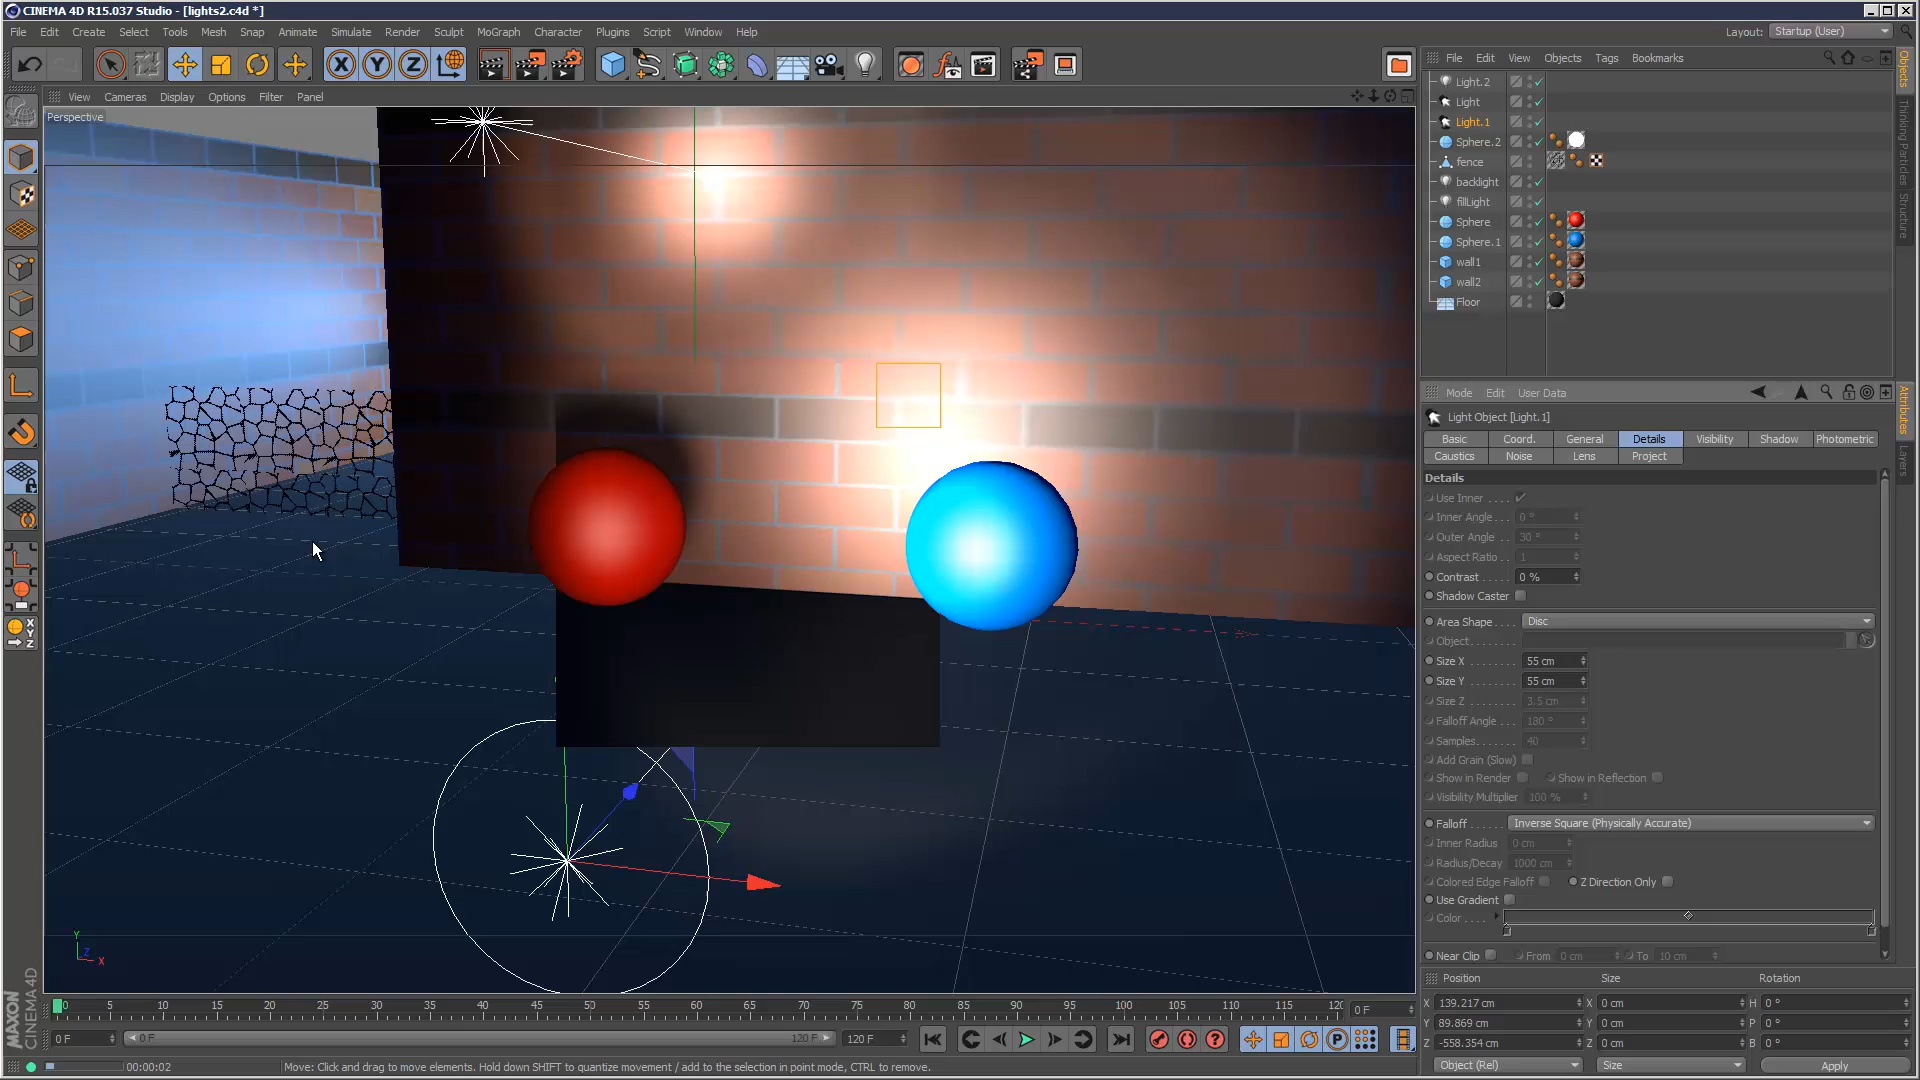 CINEMA 4D R15.037 Studio - [lights2.c4d *]
File Edit Create Select Tools Mesh Snap Animate Simulate Render Sculpt MoGraph Character Plugins Script Window Help
Layout: Startup (User)
X Y Z
File Edit View Objects Tags Bookmarks
View Cameras Display Options Filter Panel
Perspective
Light.2
Light
Light.1
Sphere.2
fence
backlight
fillLight
Sphere
Sphere.1
wall1
wall2
Floor
Objects
Thinking Particles
Structure
Mode Edit User Data
Light Object [Light.1]
Basic Coord. General Details Visibility Shadow Photometric
Caustics Noise Lens Project
Attributes
Layers
Details
Use Inner . . . .
Inner Angle . . . 0 °
Outer Angle . . 30 °
Aspect Ratio . . 1
Contrast . . . . . 0 %
Shadow Caster
Area Shape . . . . Disc
Object . . . . . . .
Size X . . . . . . . . 55 cm
Size Y . . . . . . . . 55 cm
Size Z . . . . . . . . 3.5 cm
Falloff Angle . . . 180 °
Samples. . . . . . . 40
Add Grain (Slow)
Show in Render Show in Reflection
Visibility Multiplier 100 %
Falloff . . . . . Inverse Square (Physically Accurate)
Inner Radius 0 cm
Radius/Decay 1000 cm
Colored Edge Falloff Z Direction Only
Use Gradient
Color . . . .
Near Clip From 0 cm To 10 cm
Position Size Rotation
X 139.217 cm X 0 cm H 0 °
Y 89.869 cm Y 0 cm P 0 °
Z -558.354 cm Z 0 cm B 0 °
Object (Rel) Size Apply
X
Y
Z
Y
Z
X
0 5 10 15 20 25 30 35 40 45 50 55 60 65 70 75 80 85 90 95 100 105 110 115 120 0 F
0 F 0 F 120 F 120 F
P
MAXON
CINEMA 4D
00:00:02 Move: Click and drag to move elements. Hold down SHIFT to quantize movement / add to the selection in point mode, CTRL to remove.